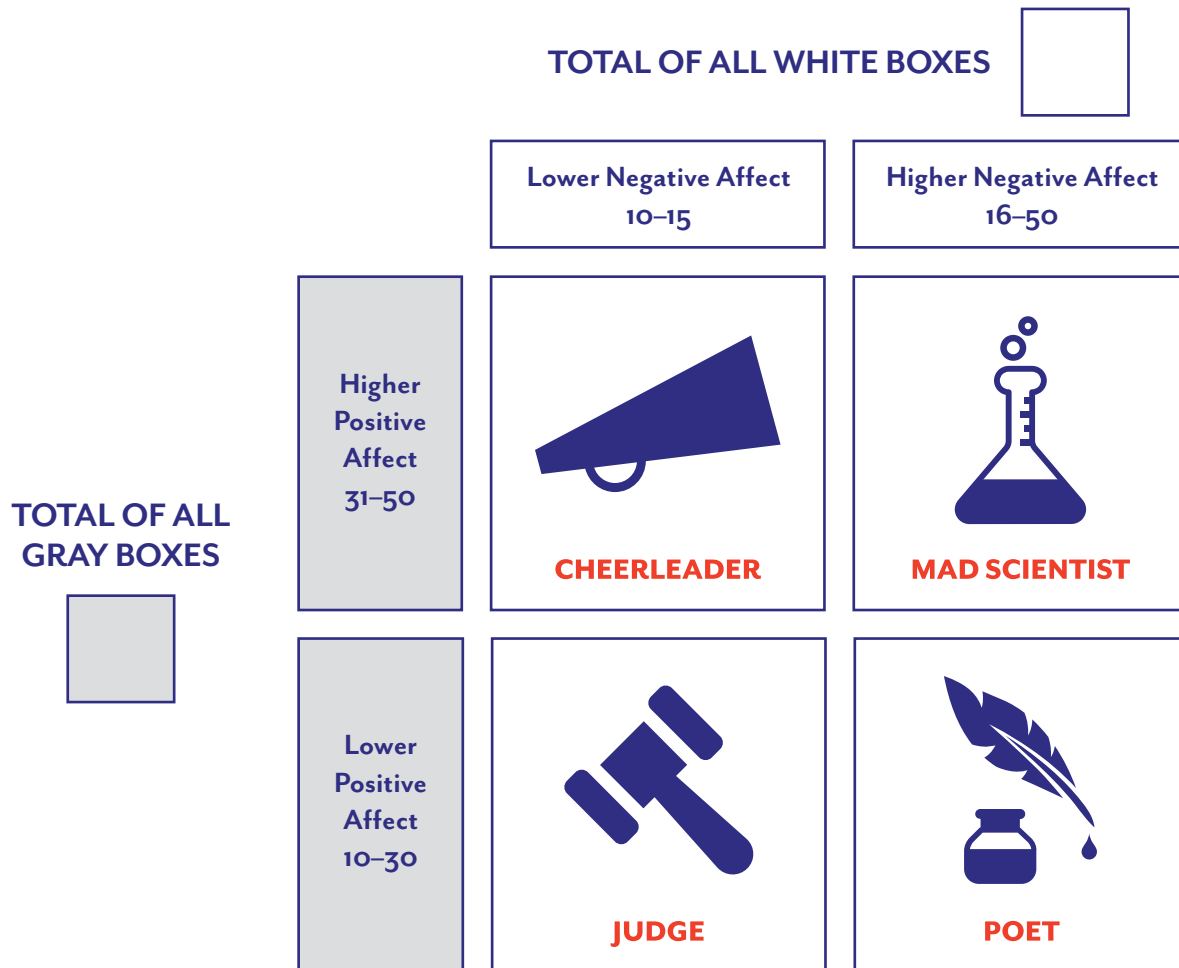 TOTAL OF ALL WHITE BOXES
Lower Negative Affect
10–15
Higher Negative Affect
16–50
Higher
Positive
Affect
31–50
TOTAL OF ALL
GRAY BOXES
CHEERLEADER
MAD SCIENTIST
Lower
Positive
Affect
10–30
JUDGE
POET